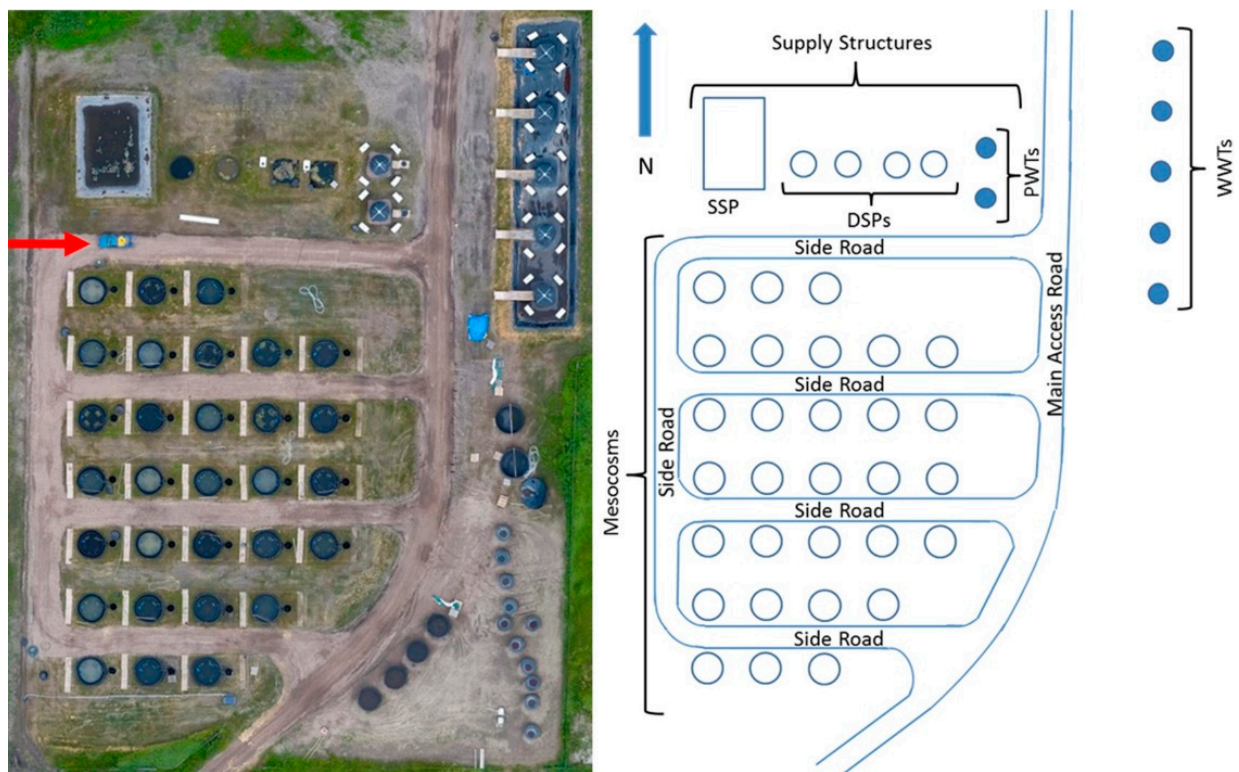 Supply Structures
N
SSP
DSPs
PWTs
WWTs
Side Road
Main Access Road
Side Road
Mesocosms
Side Road
Side Road
Side Road